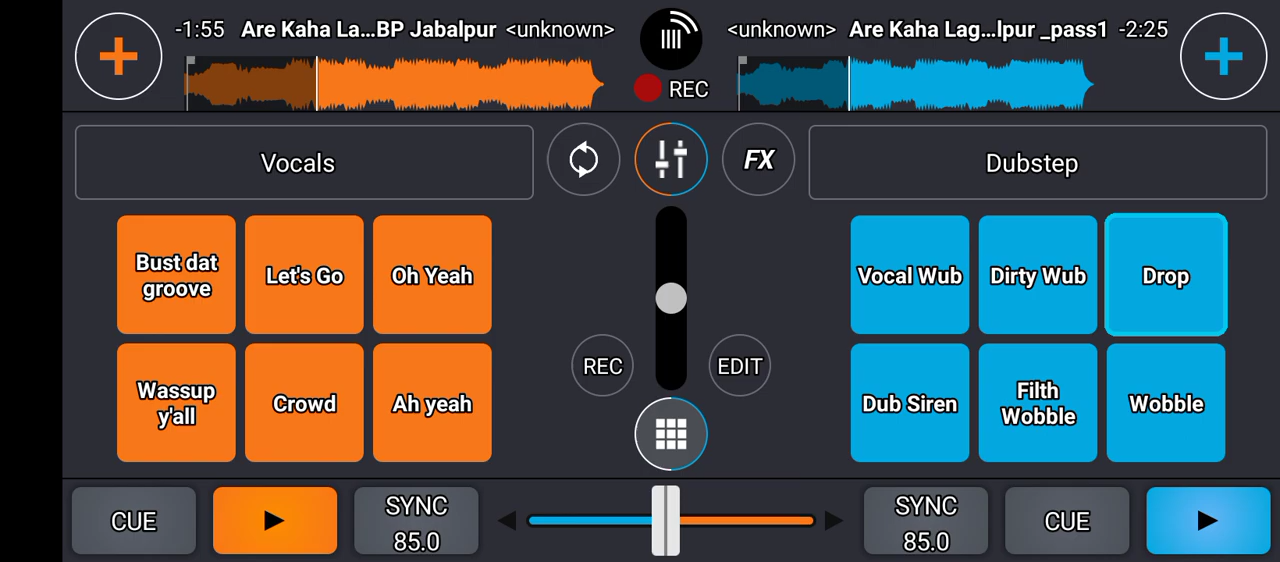 -1:55 Are Kaha La...BP Jabalpur <unknown>
<unknown> Are Kaha Lag...lpur _pass1 -2:25
REC
Vocals
FX
Dubstep
Bust dat
groove
Let's Go
Oh Yeah
Vocal Wub
Dirty Wub
Drop
REC
EDIT
Wassup
y'all
Crowd
Ah yeah
Dub Siren
Filth
Wobble
Wobble
CUE
SYNC
85.0
SYNC
85.0
CUE